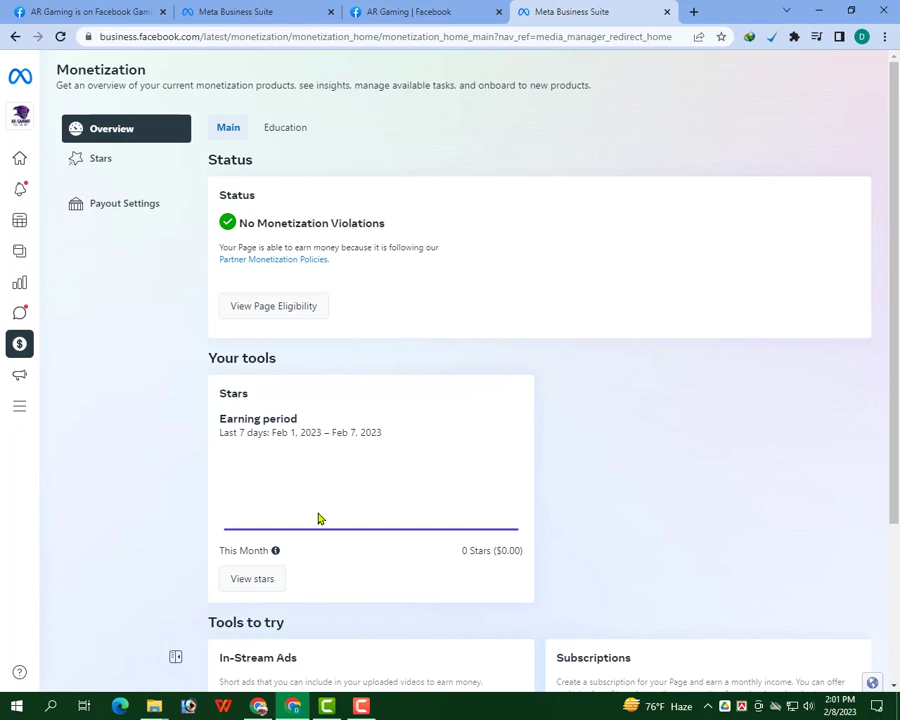 AR Gaming is on Facebook Gami
Meta Business Suite
AR Gaming | Facebook
Meta Business Suite
business.facebook.com/latest/monetization/monetization_home/monetization_home_main?nav_ref=media_manager_redirect_home
D
Monetization
Get an overview of your current monetization products, see insights, manage available tasks, and onboard to new products.
Overview
Stars
Payout Settings
Main
Education
Status
Status
No Monetization Violations
Your Page is able to earn money because it is following our
Partner Monetization Policies.
View Page Eligibility
Your tools
Stars
Earning period
Last 7 days: Feb 1, 2023 – Feb 7, 2023
This Month
0 Stars ($0.00)
View stars
Tools to try
In-Stream Ads
Short ads that you can include in your uploaded videos to earn money.
Subscriptions
Create a subscription for your Page and earn a monthly income. You can offer
76°F Haze
2:01 PM
2/8/2023